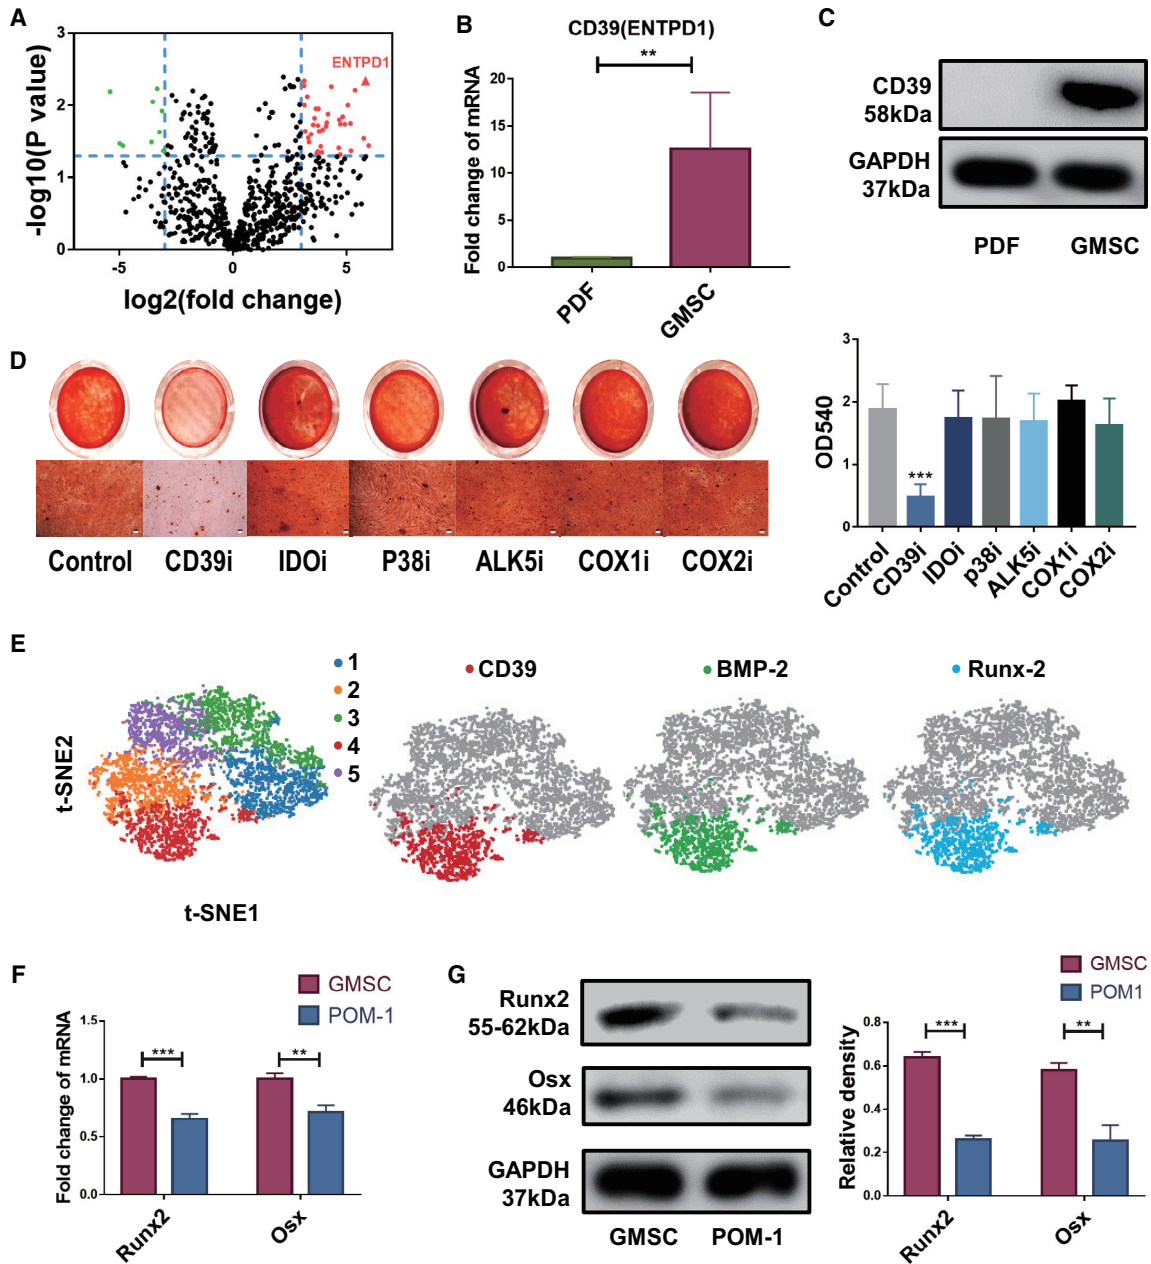 A
-log10(P value)
3
2
1
0
-5
0
5
log2(fold change)
ENTPD1
B
CD39(ENTPD1)
**
Fold change of mRNA
20
15
10
5
0
PDF
GMSC
C
CD39
58kDa
GAPDH
37kDa
PDF
GMSC
D
Control
CD39i
IDOi
P38i
ALK5i
COX1i
COX2i
OD540
3
2
1
0
***
Control
CD39i
IDOi
p38i
ALK5i
COX1i
COX2i
E
t-SNE2
t-SNE1
1
2
3
4
5
CD39
BMP-2
Runx-2
F
GMSC
POM-1
Fold change of mRNA
1.5
1.0
0.5
0.0
***
**
Runx2
Osx
G
Runx2
55-62kDa
Osx
46kDa
GAPDH
37kDa
GMSC
POM-1
GMSC
POM1
Relative density
0.8
0.6
0.4
0.2
0.0
***
**
Runx2
Osx